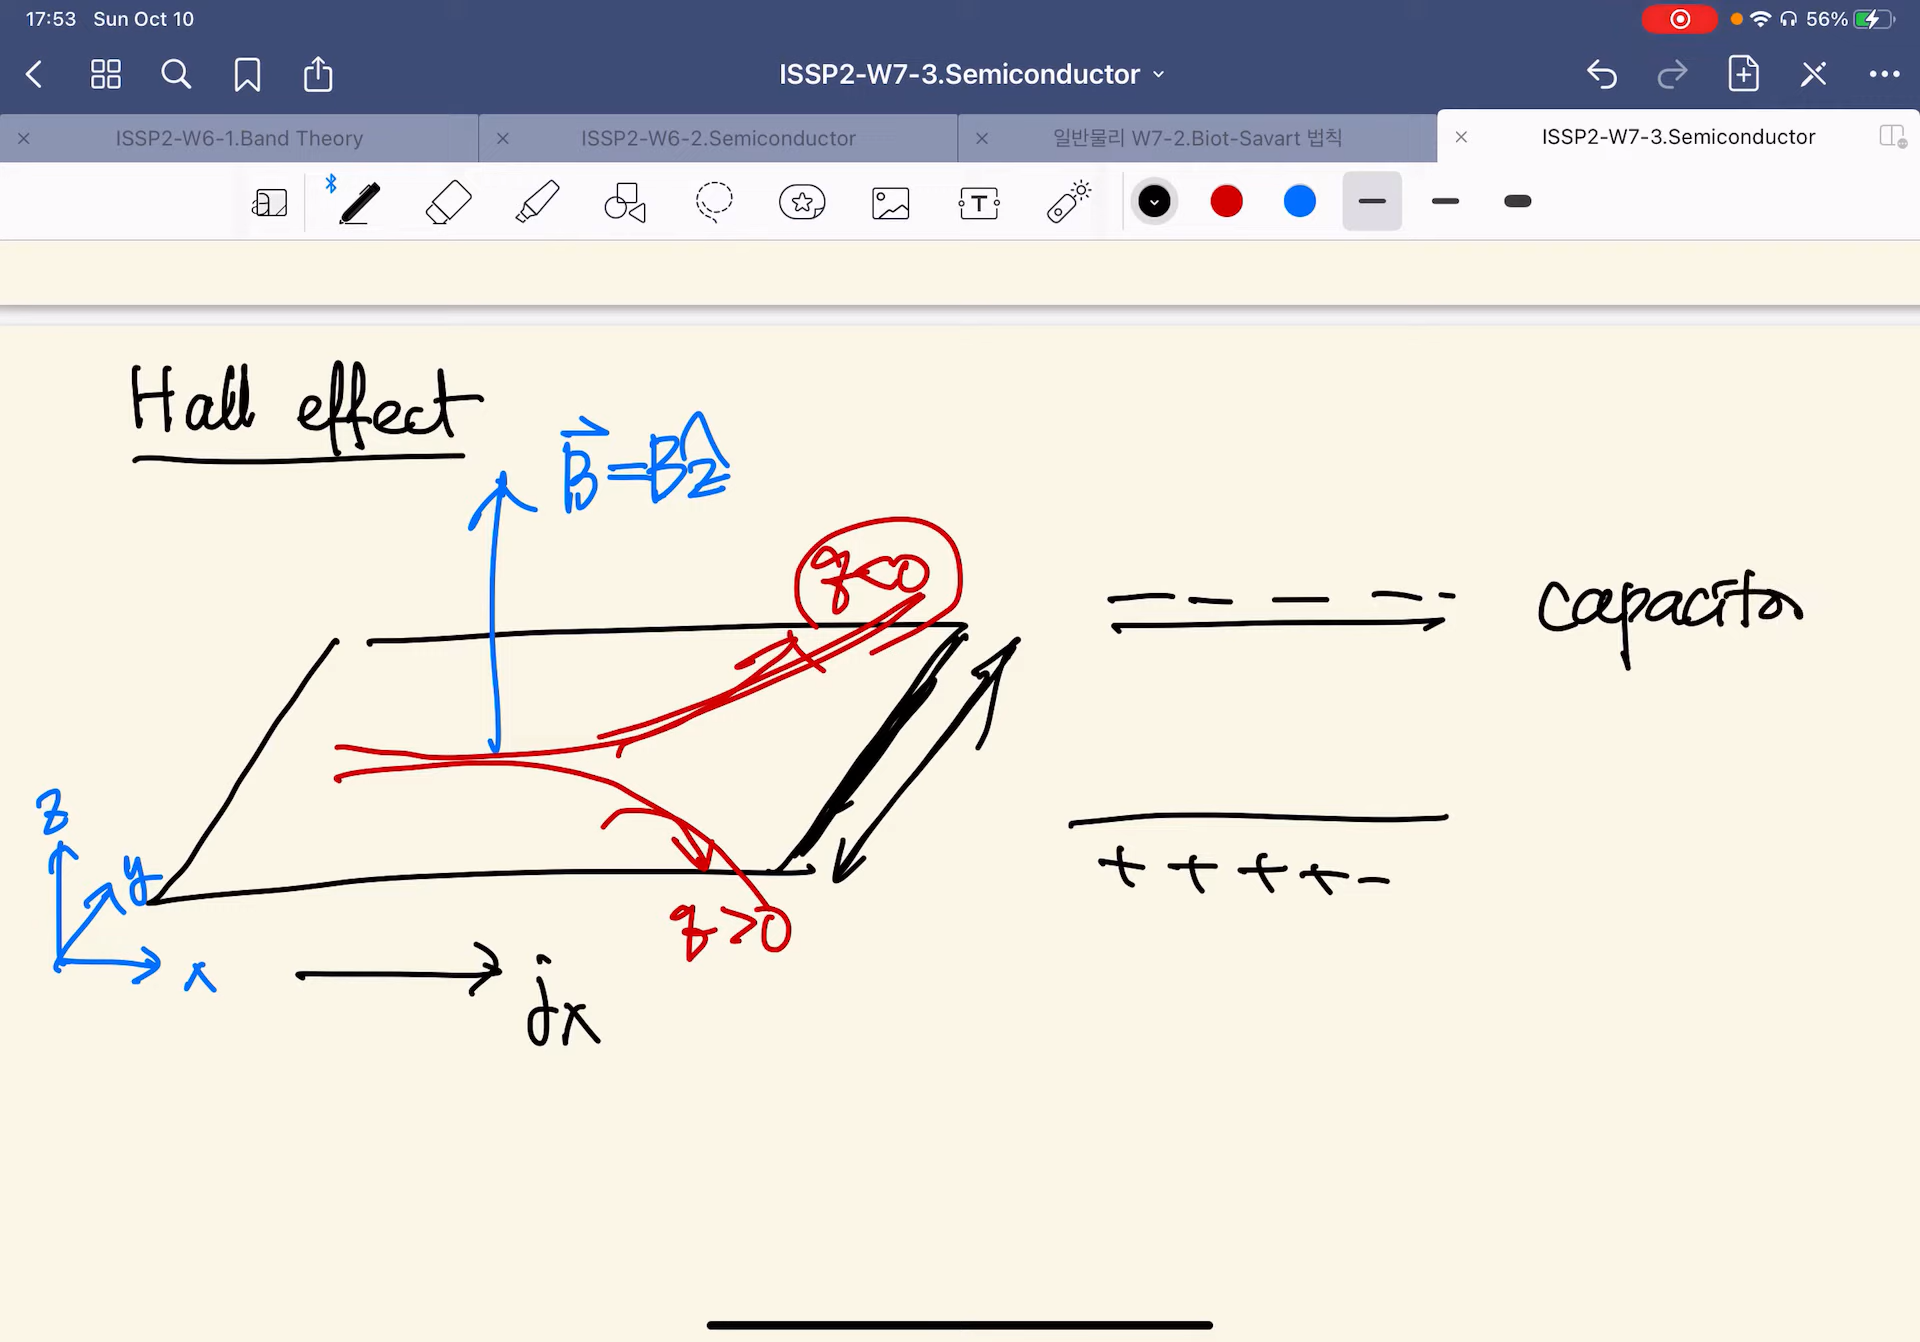 17:53 Sun Oct 10
56%
ISSP2-W7-3.Semiconductor
ISSP2-W6-1.Band Theory
ISSP2-W6-2.Semiconductor
일반물리 W7-2.Biot-Savart 법칙
ISSP2-W7-3.Semiconductor
T
Hall effect
B⃗ = Bẑ
q<0
capacitor
z
y
x
+ + + + -
q>0
jx